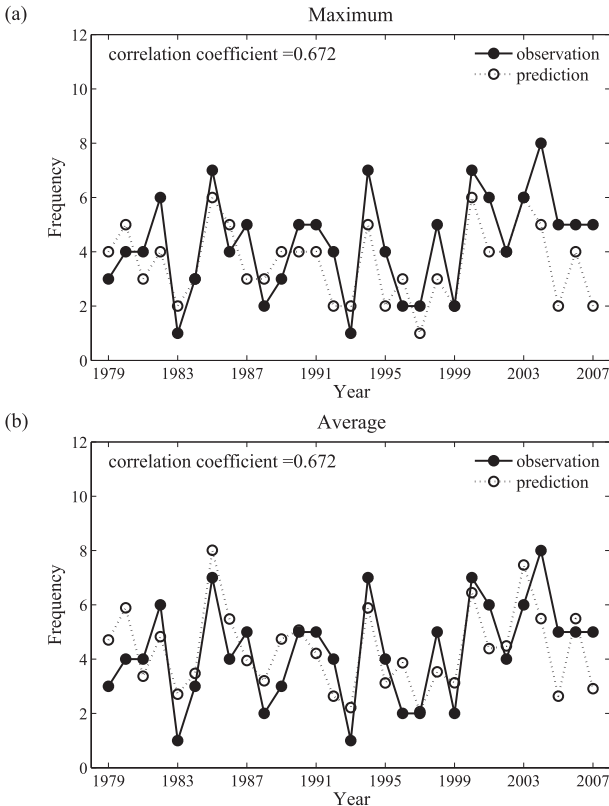 (a)
Maximum
correlation coefficient =0.672
observation
prediction
Frequency
12
10
8
6
4
2
0
1979 1983 1987 1991 1995 1999 2003 2007
Year
(b)
Average
correlation coefficient =0.672
observation
prediction
Frequency
12
10
8
6
4
2
0
1979 1983 1987 1991 1995 1999 2003 2007
Year